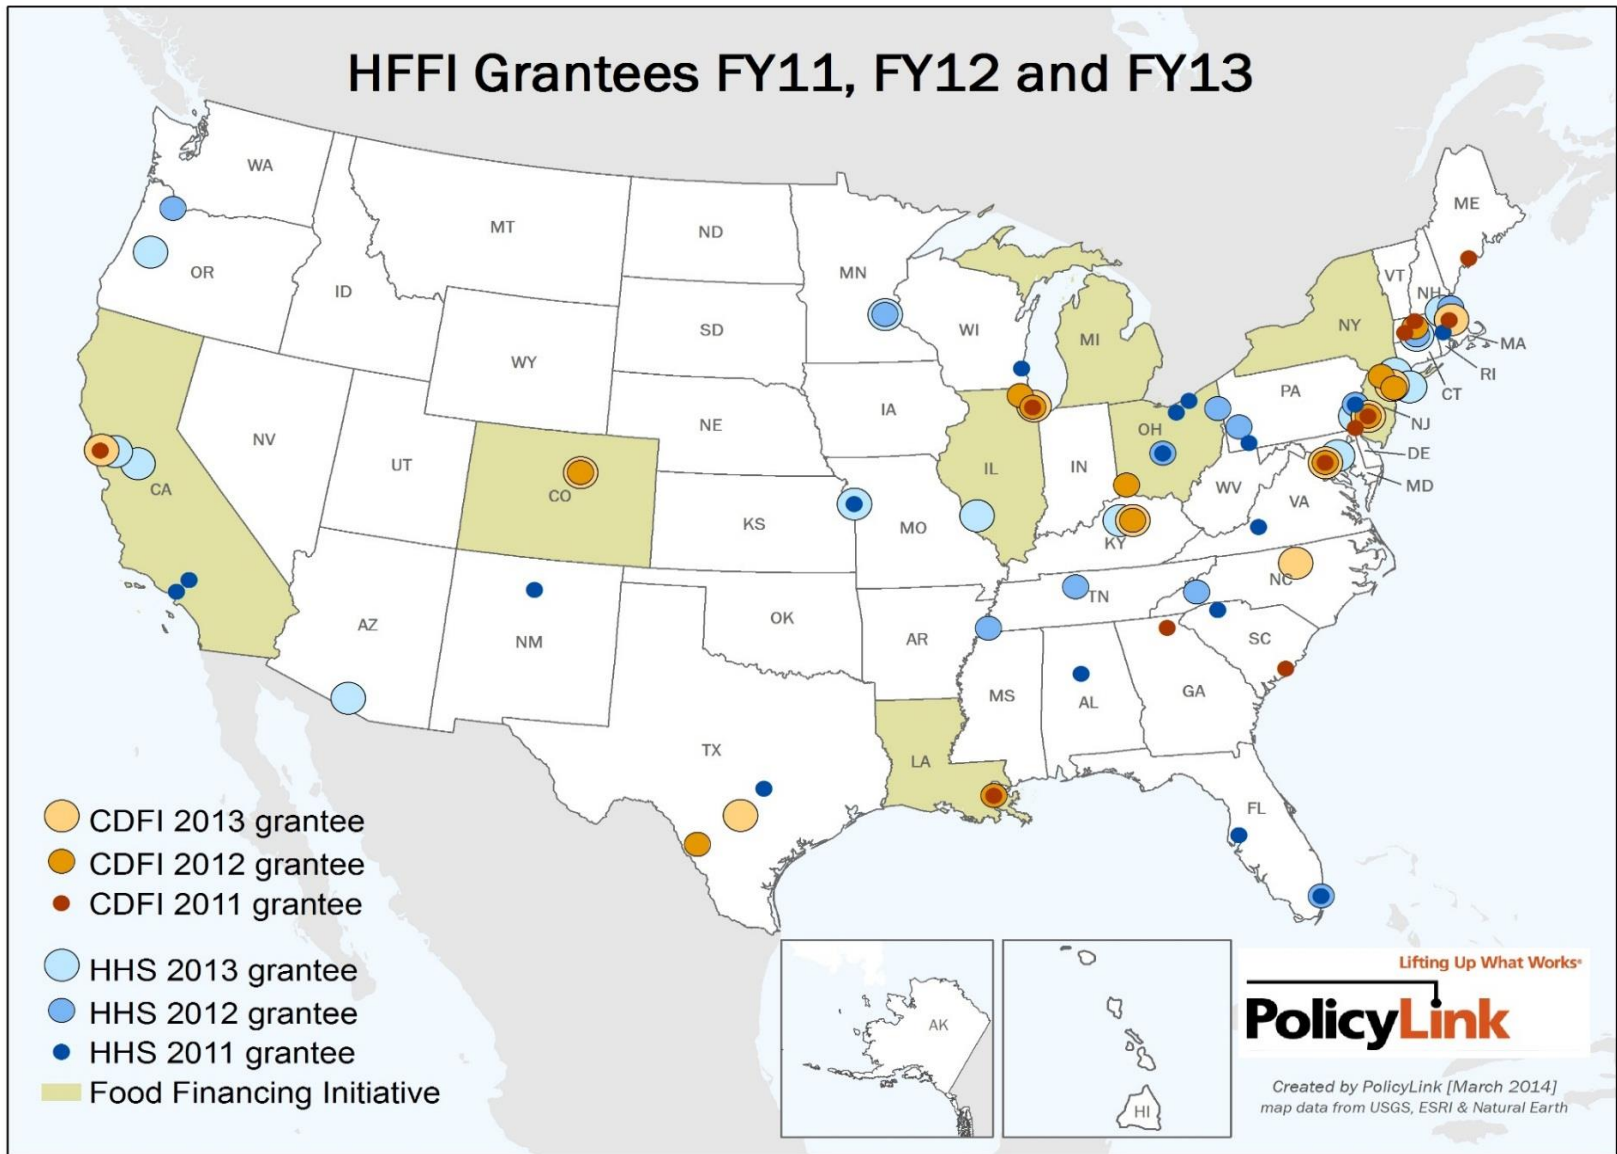 HFFI Grantees FY11, FY12 and FY13
WA
MT
ND
MN
ME
OR
ID
SD
WI
MI
NY
VT
NH
MA
RI
CT
WY
IA
NE
PA
NJ
NV
UT
CO
CA
KS
MO
IL
IN
OH
WV
VA
DE
MD
KY
AZ
NM
OK
AR
TN
NC
SC
MS
AL
GA
TX
LA
FL
CDFI 2013 grantee
CDFI 2012 grantee
CDFI 2011 grantee
HHS 2013 grantee
HHS 2012 grantee
HHS 2011 grantee
Food Financing Initiative
AK
HI
Lifting Up What Works®
PolicyLink
Created by PolicyLink [March 2014]
map data from USGS, ESRI & Natural Earth